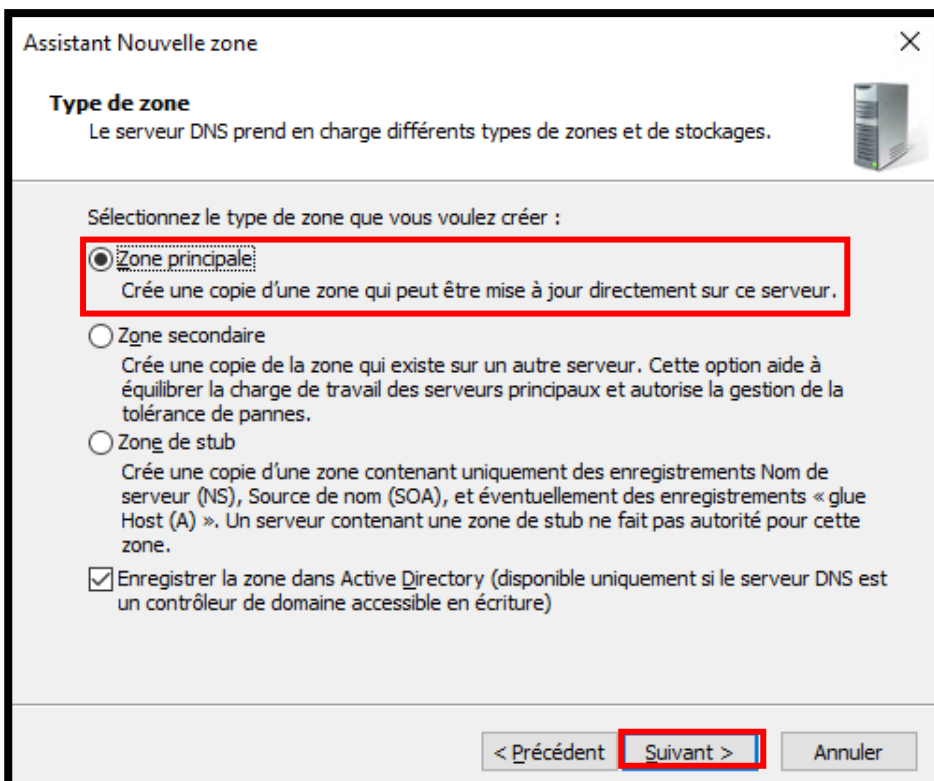 Assistant Nouvelle zone
Type de zone
Le serveur DNS prend en charge différents types de zones et de stockages.
Sélectionnez le type de zone que vous voulez créer :
Zone principale
Crée une copie d'une zone qui peut être mise à jour directement sur ce serveur.
Zone secondaire
Crée une copie de la zone qui existe sur un autre serveur. Cette option aide à
équilibrer la charge de travail des serveurs principaux et autorise la gestion de la
tolérance de pannes.
Zone de stub
Crée une copie d'une zone contenant uniquement des enregistrements Nom de
serveur (NS), Source de nom (SOA), et éventuellement des enregistrements « glue
Host (A) ». Un serveur contenant une zone de stub ne fait pas autorité pour cette
zone.
Enregistrer la zone dans Active Directory (disponible uniquement si le serveur DNS est
un contrôleur de domaine accessible en écriture)
< Précédent Suivant > Annuler